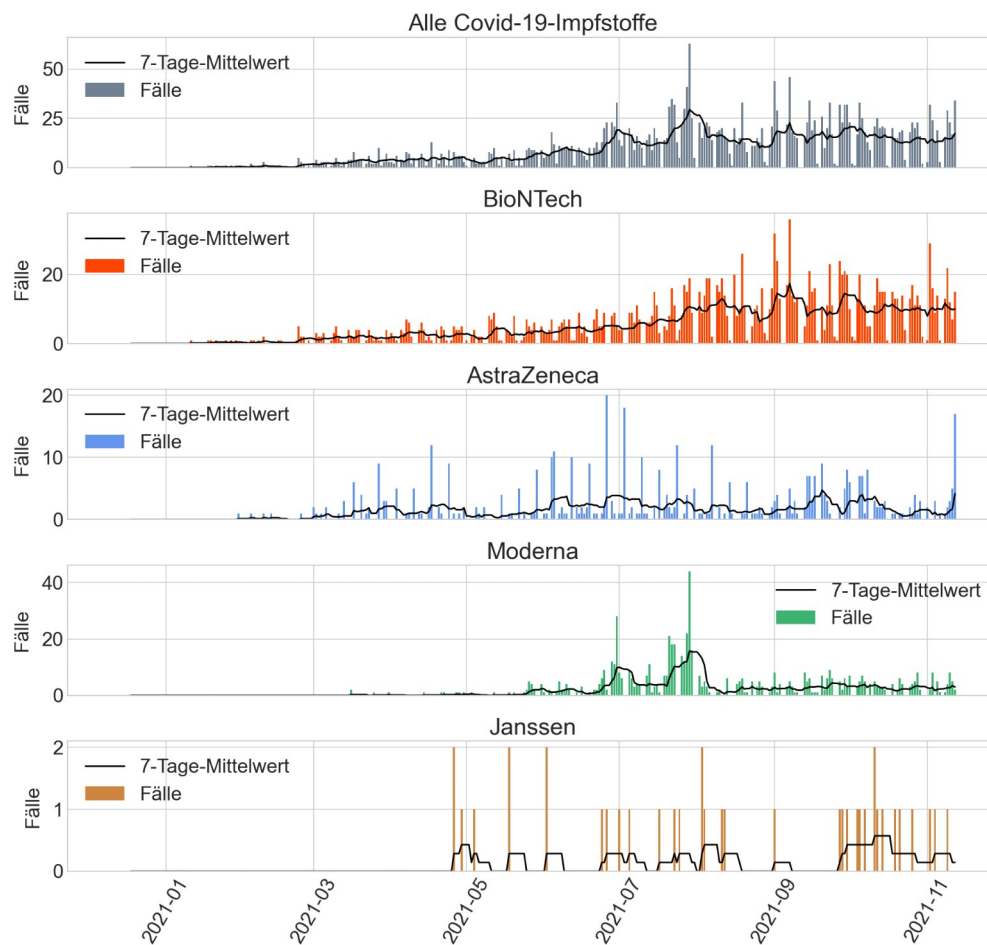 Alle Covid-19-Impfstoffe
Fälle
50
25
0
7-Tage-Mittelwert
Fälle
BioNTech
Fälle
20
0
7-Tage-Mittelwert
Fälle
AstraZeneca
Fälle
20
10
0
7-Tage-Mittelwert
Fälle
Moderna
Fälle
40
20
0
7-Tage-Mittelwert
Fälle
Janssen
Fälle
2
1
0
7-Tage-Mittelwert
Fälle
2021-01
2021-03
2021-05
2021-07
2021-09
2021-11